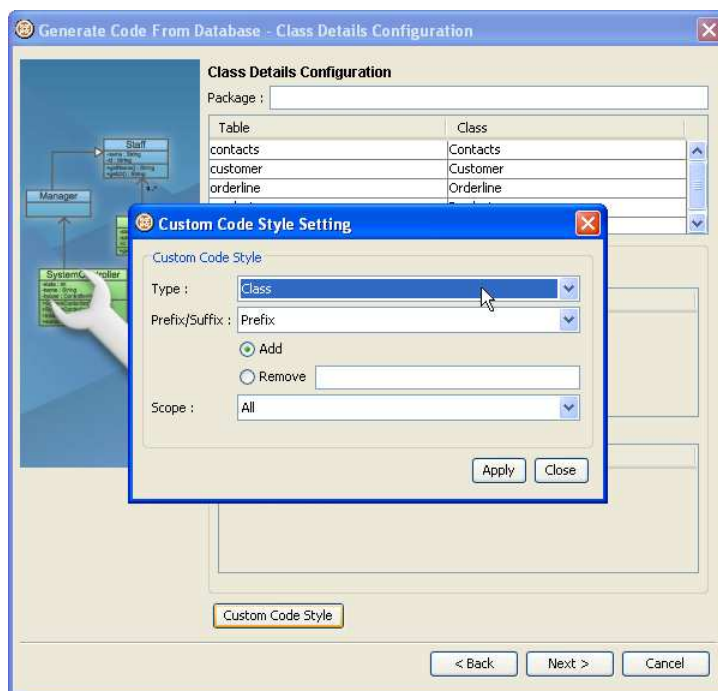 Generate Code From Database - Class Details Configuration
Class Details Configuration
Package :
Table Class
contacts Contacts
customer Customer
orderline Orderline
Staff
Manager
Custom Code Style Setting
Custom Code Style
Type : Class
Prefix/Suffix : Prefix
Add
Remove
Scope : All
Apply Close
Custom Code Style
< Back Next > Cancel